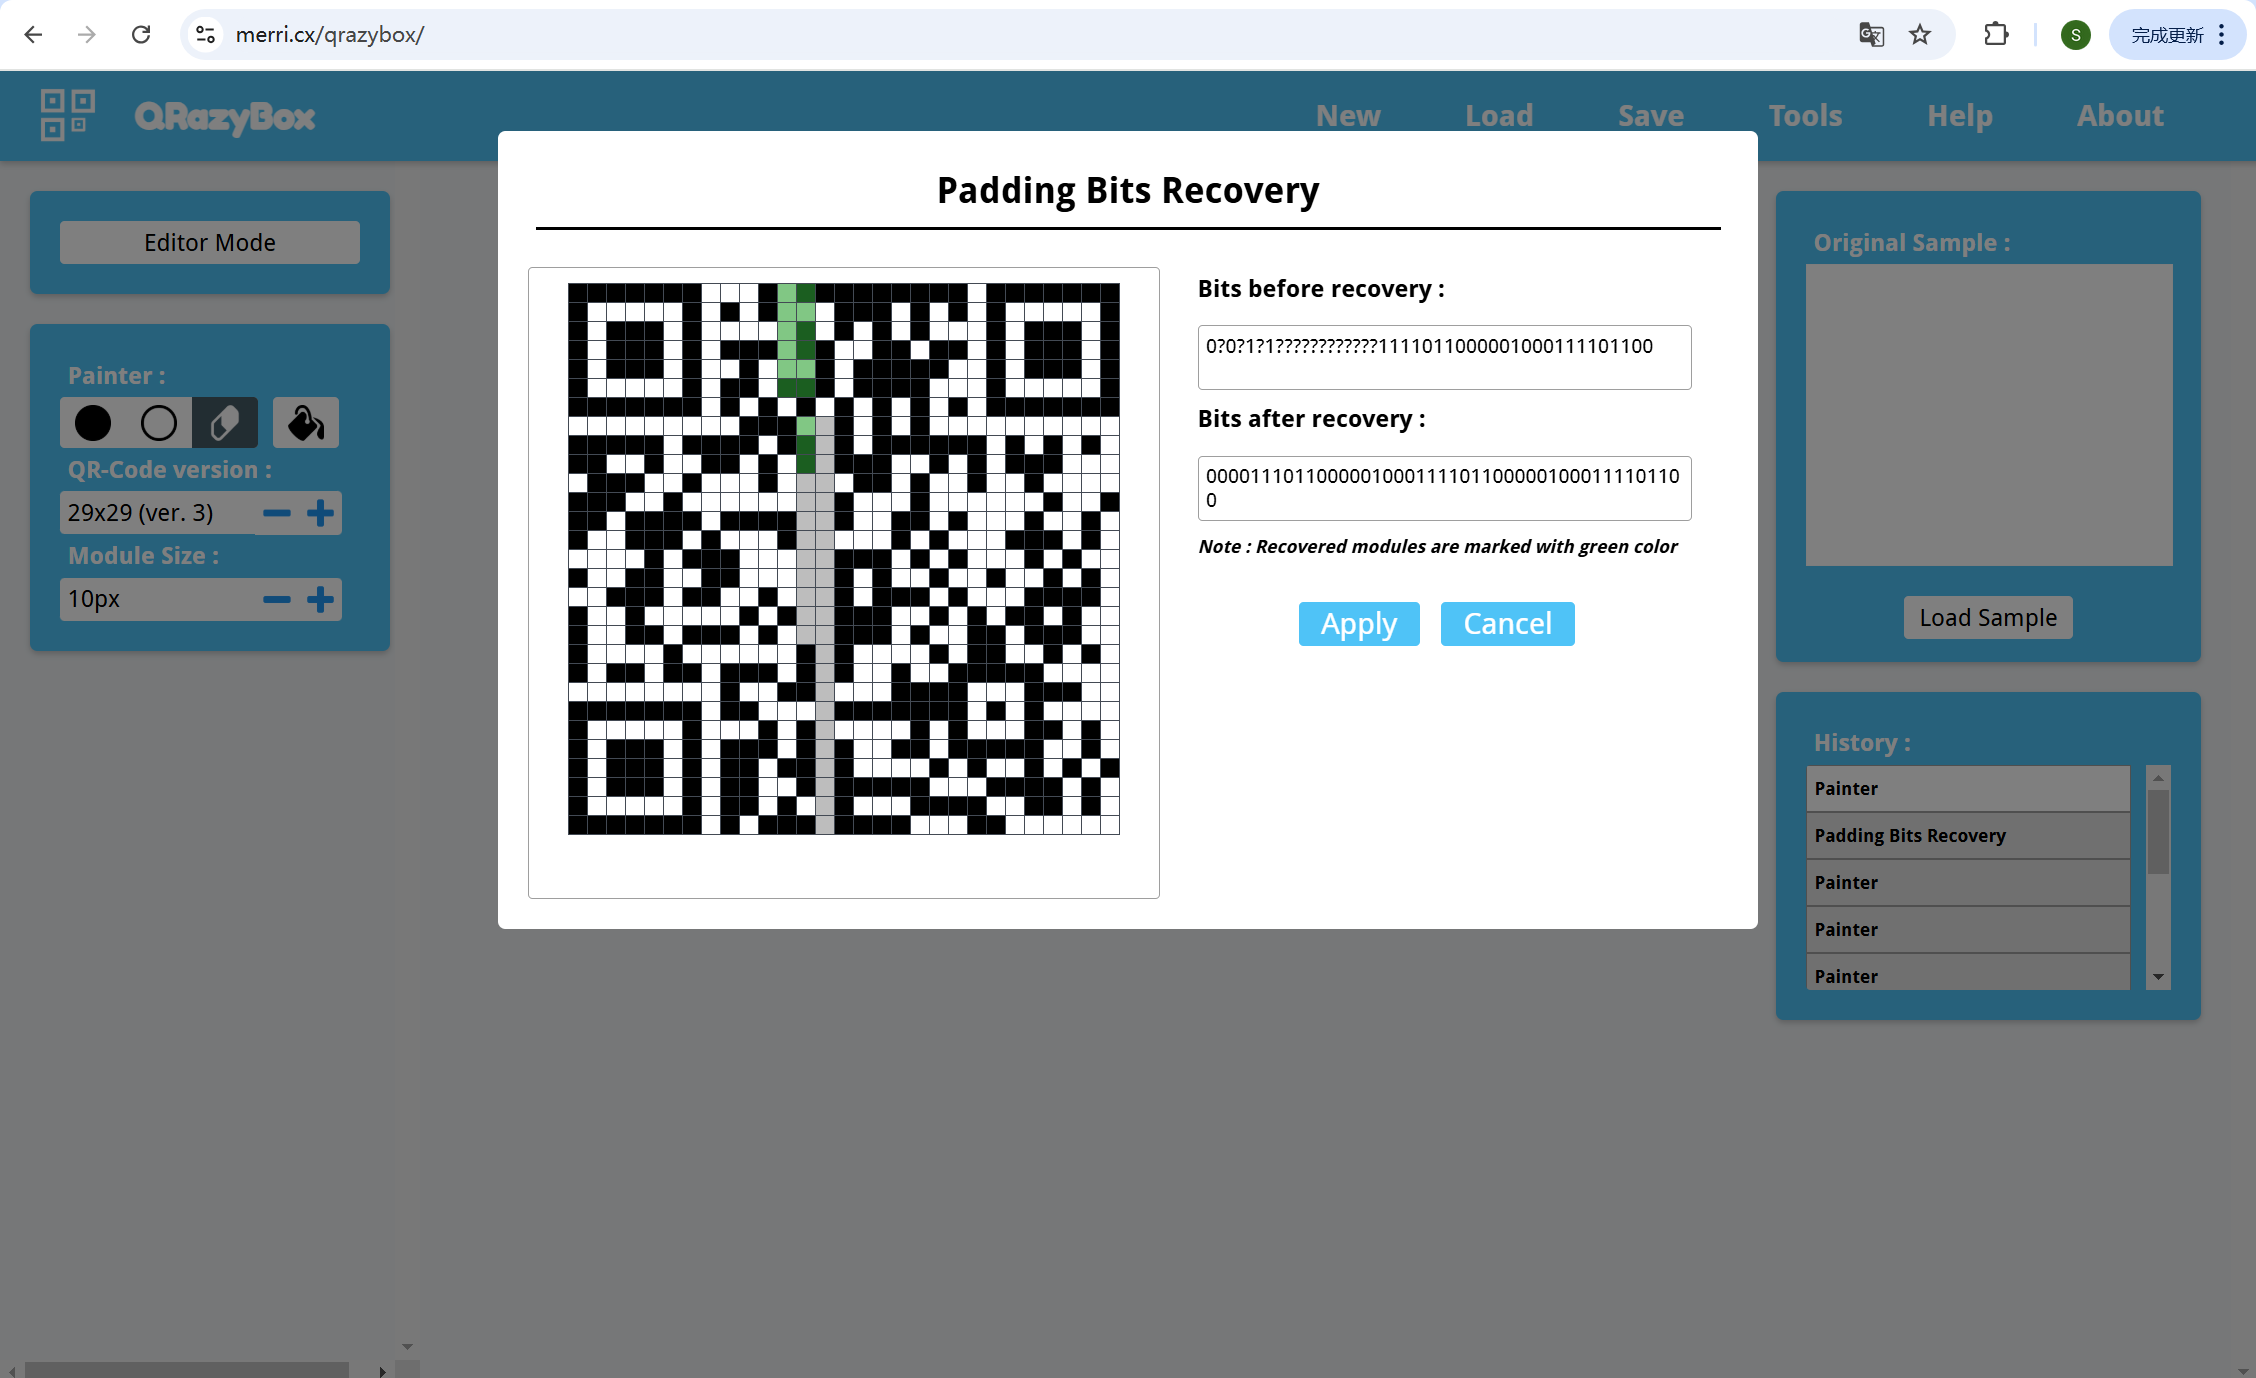 merri.cx/qrazybox/
S
完成更新
QRazyBox
New
Load
Save
Tools
Help
About
Editor Mode
Painter :
QR-Code version :
29x29 (ver. 3)
Module Size :
10px
Padding Bits Recovery
Bits before recovery :
0?0?1?1????????????1111011000001000111101100
Bits after recovery :
0000111011000001000111101100000100011110110
0
Note : Recovered modules are marked with green color
Apply
Cancel
Original Sample :
Load Sample
History :
Painter
Padding Bits Recovery
Painter
Painter
Painter